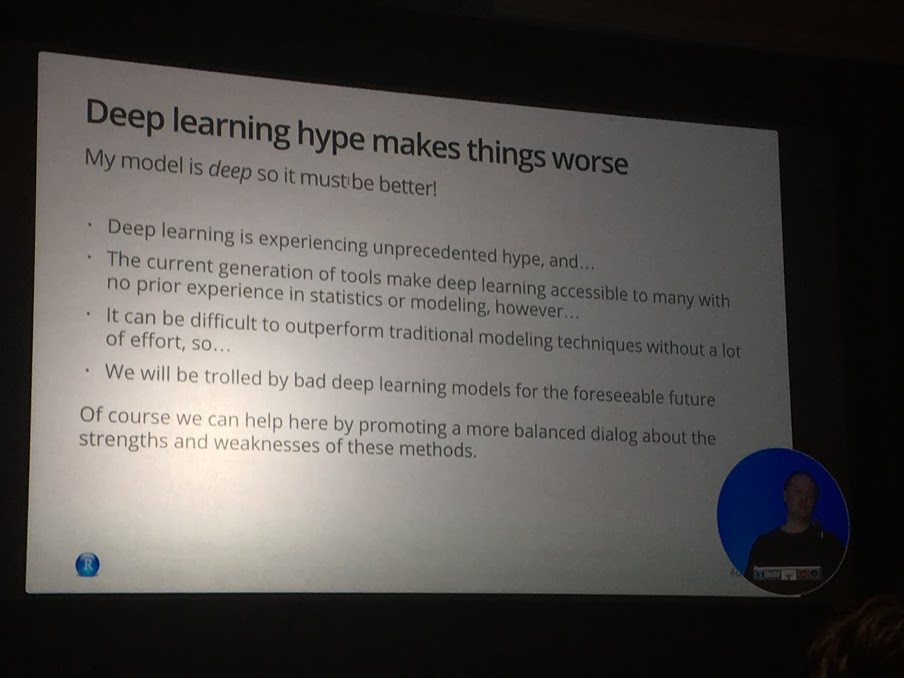 Deep learning hype makes things worse
My model is deep so it must be better!
· Deep learning is experiencing unprecedented hype, and…
· The current generation of tools make deep learning accessible to many with
no prior experience in statistics or modeling, however…
· It can be difficult to outperform traditional modeling techniques without a lot
of effort, so…
· We will be trolled by bad deep learning models for the foreseeable future
Of course we can help here by promoting a more balanced dialog about the
strengths and weaknesses of these methods.
R